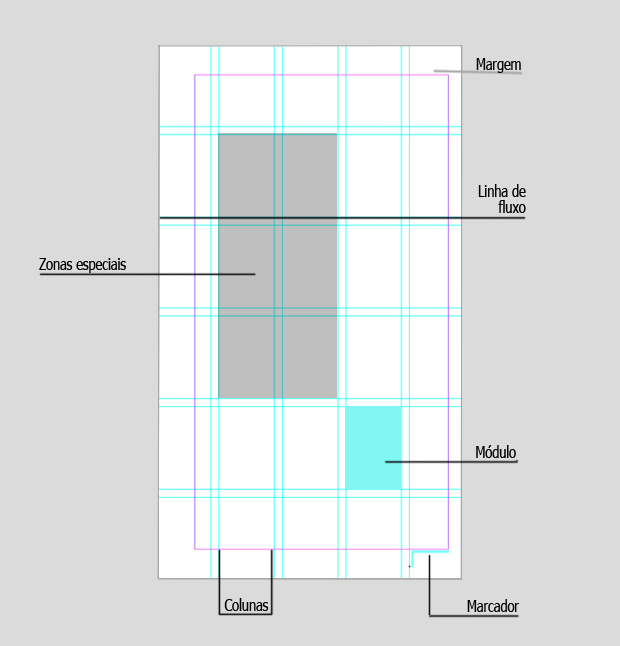 Margem
Linha de
fluxo
Zonas especiais
Módulo
Colunas
Marcador